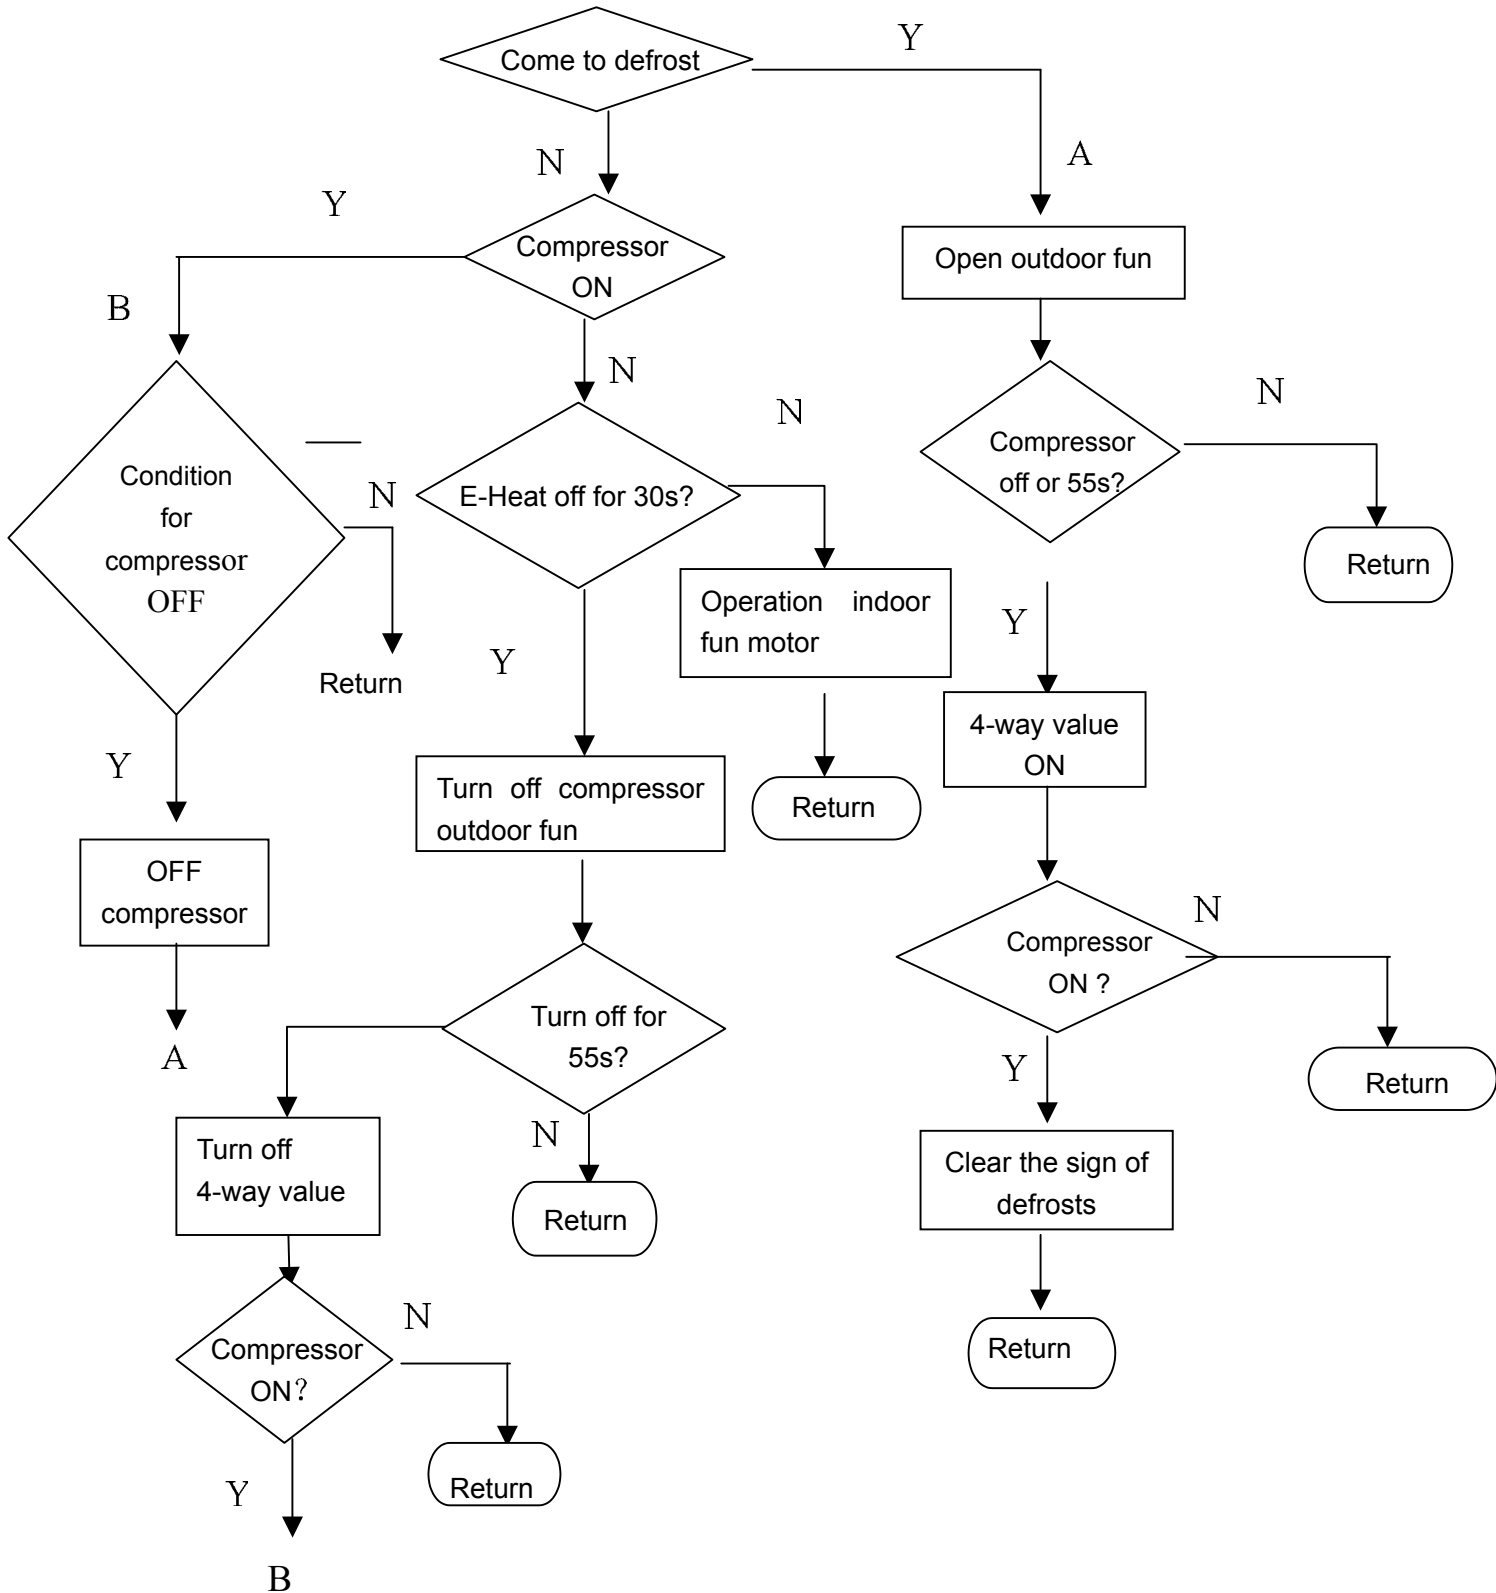 Come to defrost
Y
N
A
Y
Compressor
ON
Open outdoor fun
B
N
N
N
Condition
for
compressor
OFF
N
E-Heat off for 30s?
Compressor
off or 55s?
Return
Operation indoor
fun motor
Y
Y
Return
4-way value
ON
Y
Turn off compressor
outdoor fun
Return
OFF
compressor
N
Compressor
ON ?
Turn off for
55s?
A
Y
Return
N
Turn off
4-way value
Clear the sign of
defrosts
Return
N
Compressor
ON?
Return
Return
Y
B